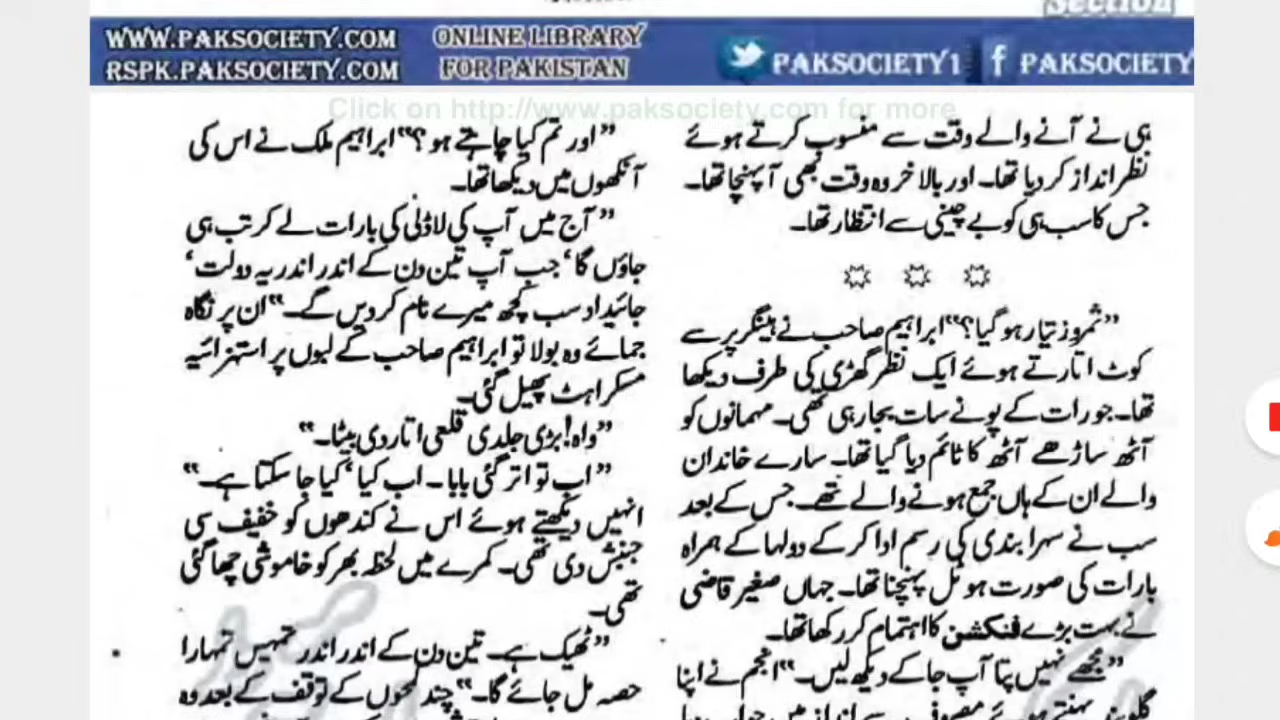 Section
WWW.PAKSOCIETY.COM
RSPK.PAKSOCIETY.COM
ONLINE LIBRARY
FOR PAKISTAN
PAKSOCIETY1
PAKSOCIETY
Click on http://www.paksociety.com for more
ہی نے آنے والے وقت سے منسوب کرتے ہوئے
نظر انداز کر دیا تھا۔ اور بالاخر وہ وقت بھی آ پہنچا تھا۔
جس کا سب ہی کو بے چینی سے انتظار تھا۔
”ثمروز تیار ہو گیا؟“ ابراہیم صاحب نے ہینگر پر سے
کوٹ اتارتے ہوئے ایک نظر گھڑی کی طرف دیکھا
تھا۔ جو رات کے پونے سات بجا رہی تھی۔ مہمانوں کو
آٹھ ساڑھے آٹھ کا ٹائم دیا گیا تھا۔ سارے خاندان
والے ان کے ہاں جمع ہونے والے تھے۔ جس کے بعد
سب نے سہرا بندی کی رسم ادا کر کے دولہا کے ہمراہ
بارات کی صورت ہوٹل پہنچنا تھا۔ جہاں صغیر قاضی
نے بہت بڑے فنکشن کا اہتمام کر رکھا تھا۔
”مجھے نہیں پتا آپ جا کے دیکھ لیں۔“ انجم نے اپنا
”اور تم کیا چاہتے ہو؟“ ابراہیم ملک نے اس کی
آنکھوں میں دیکھا تھا۔
”آج میں آپ کی لاڈلی کی بارات لے کر تب ہی
جاؤں گا‘ جب آپ تین دن کے اندر اندر یہ دولت‘
جائیداد سب کچھ میرے نام کر دیں گے۔“ ان پر نگاہ
جمائے وہ بولا تو ابراہیم صاحب کے لبوں پر استہزائیہ
مسکراہٹ پھیل گئی۔
”واہ! بڑی جلدی قلعی اتار دی بیٹا۔“
”اب تو اتر گئی بابا۔ اب کیا‘ کیا جا سکتا ہے۔“
انہیں دیکھتے ہوئے اس نے کندھوں کو خفیف سی
جنبش دی تھی۔ کمرے میں لحظہ بھر کو خاموشی چھا گئی
تھی۔
”ٹھیک ہے۔ تین دن کے اندر اندر تمہیں تمہارا
حصہ مل جائے گا۔“ چند لمحوں کے توقف کے بعد وہ